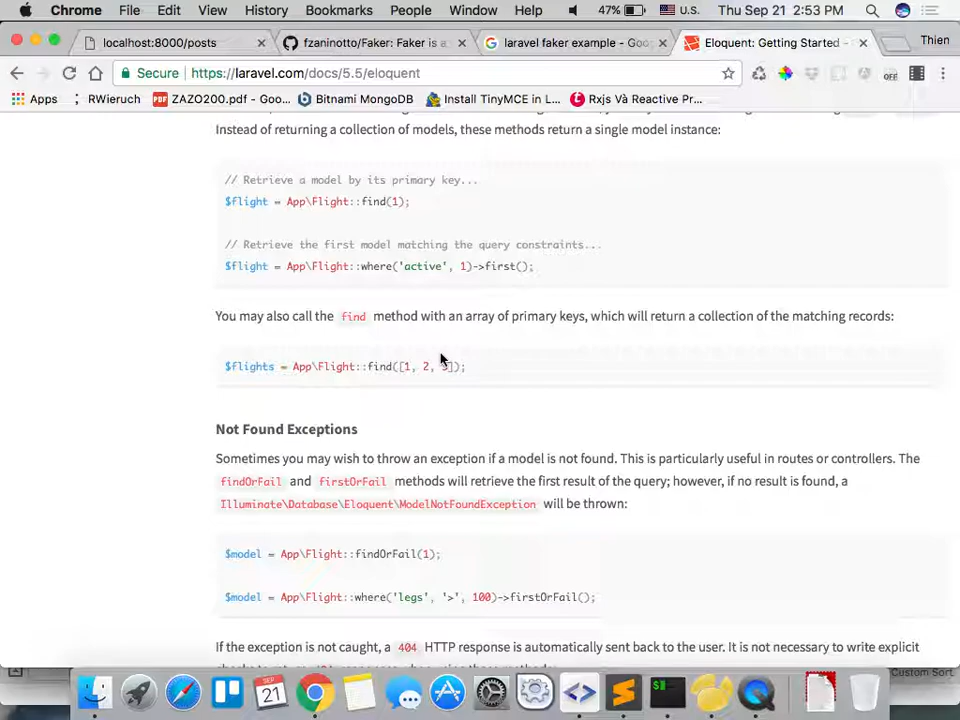 Chrome File Edit View History Bookmarks People Window Help 47% U.S. Thu Sep 21 2:53 PM
localhost:8000/posts fzaninotto/Faker: Faker is a laravel faker example - Goo Eloquent: Getting Started - Thien
Secure https://laravel.com/docs/5.5/eloquent OFF
Apps RWieruch PDF ZAZO200.pdf - Goo... Bitnami MongoDB Install TinyMCE in L... Rxjs Và Reactive Pr...
Instead of returning a collection of models, these methods return a single model instance:
// Retrieve a model by its primary key...
$flight = App\Flight::find(1);
// Retrieve the first model matching the query constraints...
$flight = App\Flight::where('active', 1)->first();
You may also call the find method with an array of primary keys, which will return a collection of the matching records:
$flights = App\Flight::find([1, 2, 3]);
Not Found Exceptions
Sometimes you may wish to throw an exception if a model is not found. This is particularly useful in routes or controllers. The
findOrFail and firstOrFail methods will retrieve the first result of the query; however, if no result is found, a
Illuminate\Database\Eloquent\ModelNotFoundException will be thrown:
$model = App\Flight::findOrFail(1);
$model = App\Flight::where('legs', '>', 100)->firstOrFail();
If the exception is not caught, a 404 HTTP response is automatically sent back to the user. It is not necessary to write explicit
Custom Sort
SEP
21